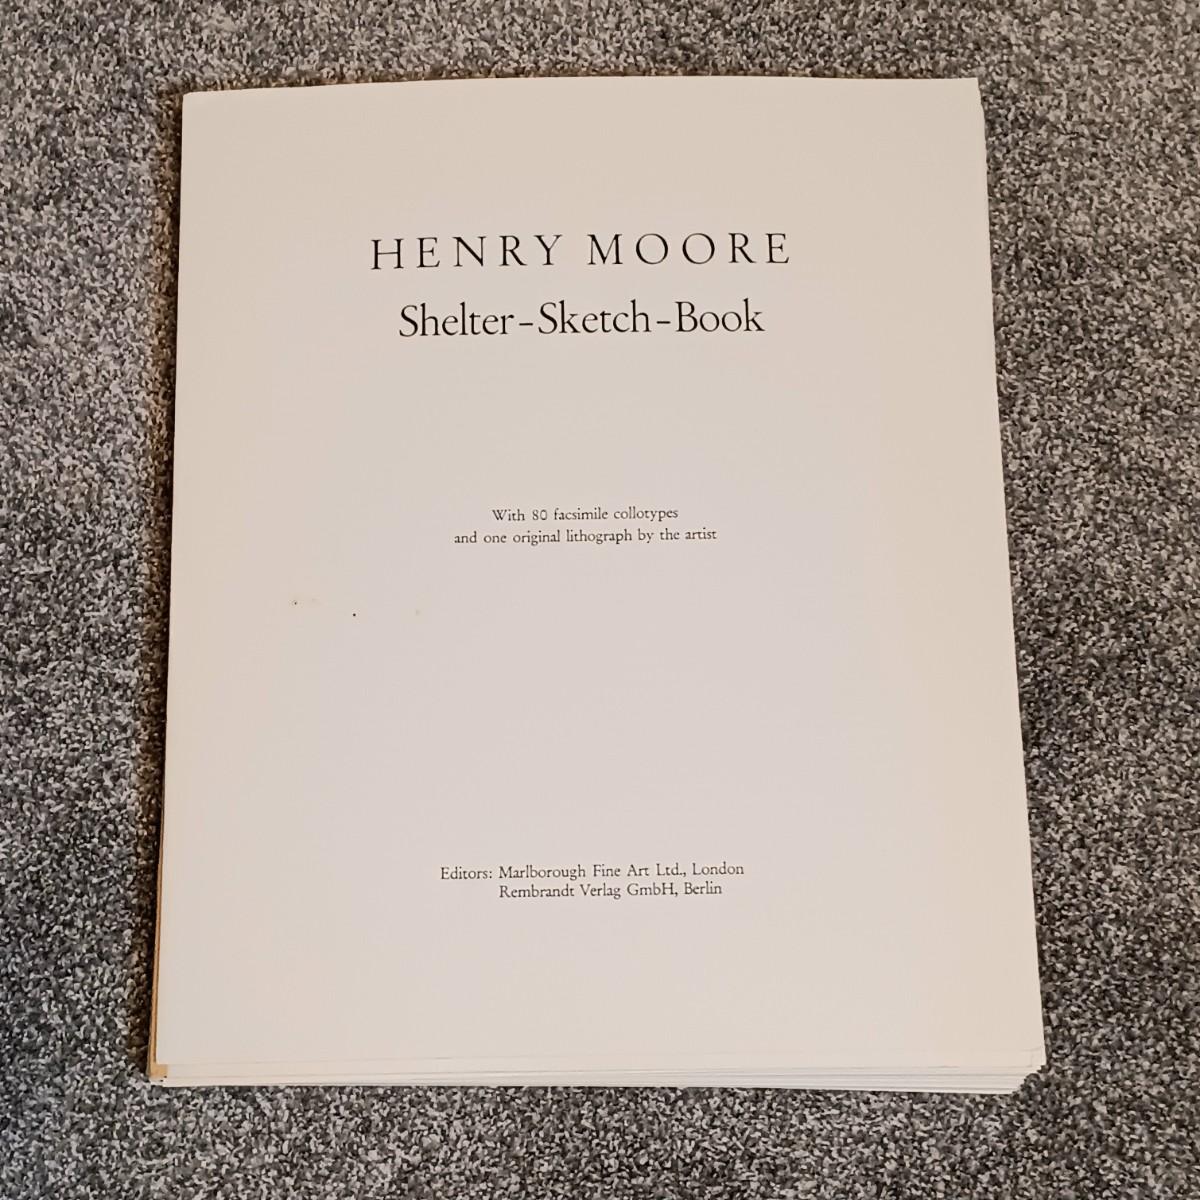 HENRY MOORE
Shelter-Sketch-Book
With 80 facsimile collotypes
and one original lithograph by the artist
Editors: Marlborough Fine Art Ltd., London
Rembrandt Verlag GmbH, Berlin